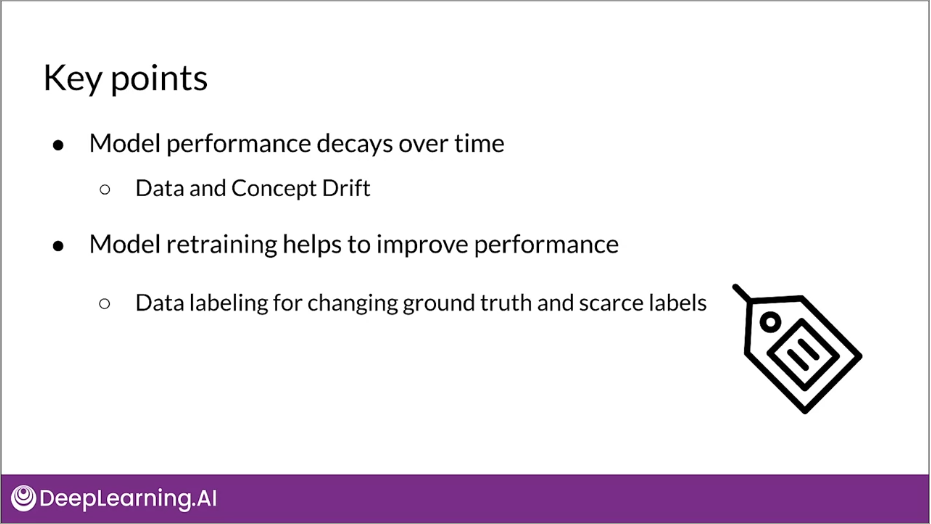 Key points
● Model performance decays over time
○ Data and Concept Drift
● Model retraining helps to improve performance
○ Data labeling for changing ground truth and scarce labels
DeepLearning.AI